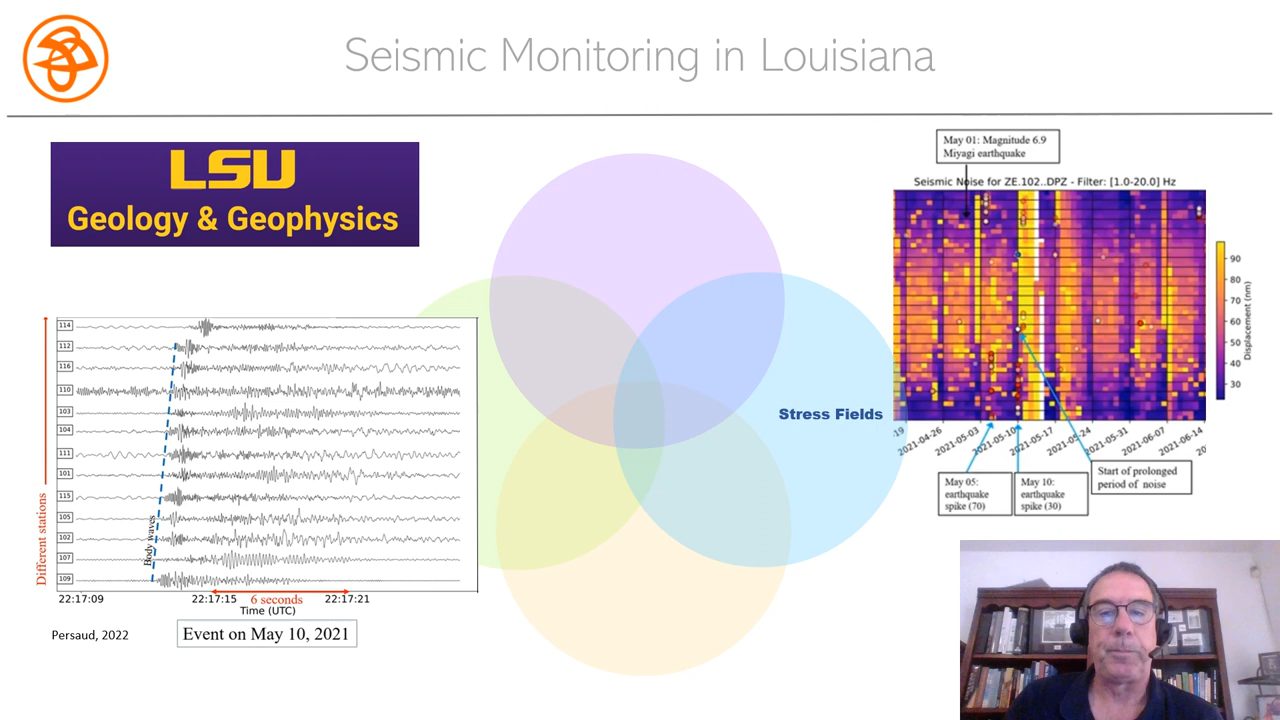 Seismic Monitoring in Louisiana
LSU
Geology & Geophysics
May 01: Magnitude 6.9
Miyagi earthquake
Seismic Noise for ZE.102..DPZ - Filter: [1.0-20.0] Hz
90
80
70
60
50
40
30
Displacement (nm)
-19
2021-04-26
2021-05-03
2021-05-10
2021-05-17
2021-05-24
2021-05-31
2021-06-07
2021-06-14
20
May 05:
earthquake
spike (70)
May 10:
earthquake
spike (30)
Start of prolonged
period of noise
Stress Fields
Different stations
114
112
116
110
103
104
111
101
115
105
102
107
109
Body waves
22:17:09
22:17:15
6 seconds
22:17:21
Time (UTC)
Persaud, 2022
Event on May 10, 2021